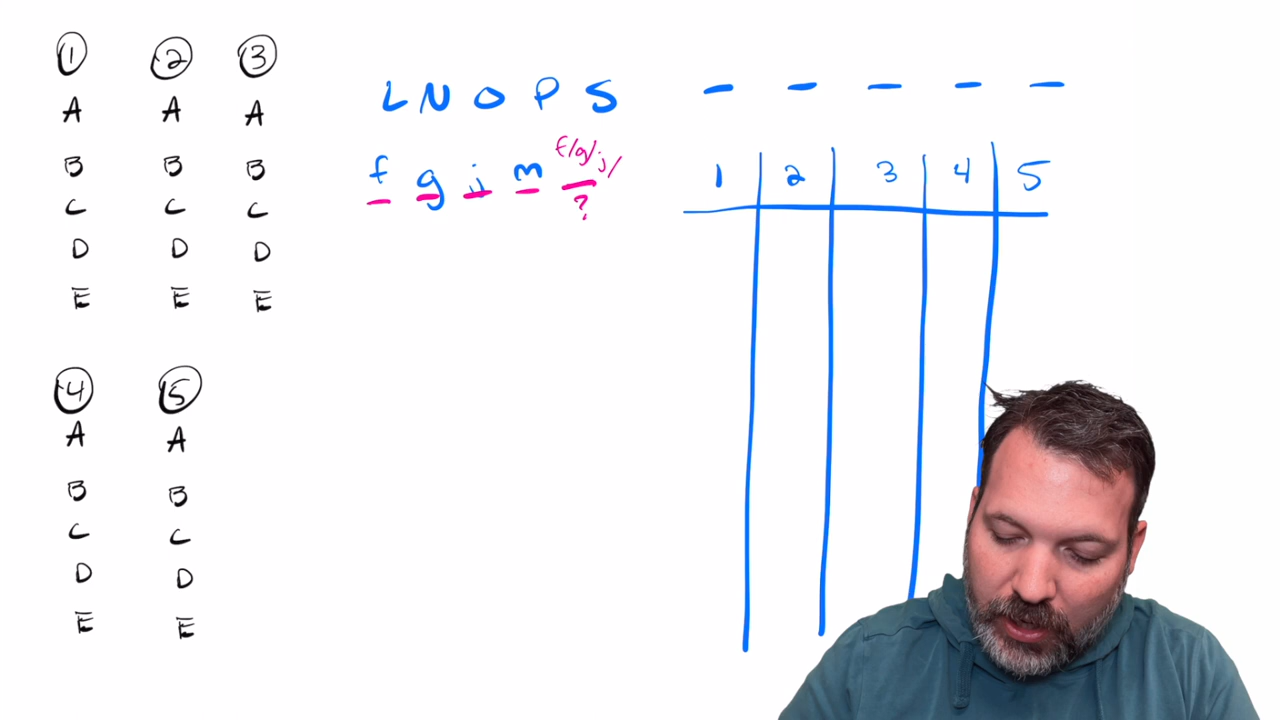 1 2 3
A A A
B B B
C C C
D D D
E E E
4 5
A A
B B
C C
D D
E E
L N O P S
f/g/j/
f g j m
?
1 2 3 4 5